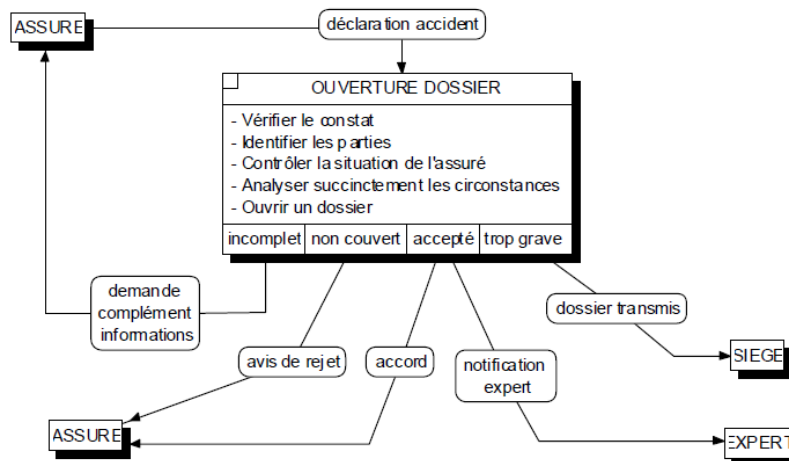 ASSURE
déclaration accident
OUVERTURE DOSSIER
- Vérifier le constat
- Identifier les parties
- Contrôler la situation de l'assuré
- Analyser succinctement les circonstances
- Ouvrir un dossier
incomplet non couvert accepté trop grave
demande
complément
informations
dossier transmis
avis de rejet
accord
notification
expert
SIEGE
ASSURE
EXPERT